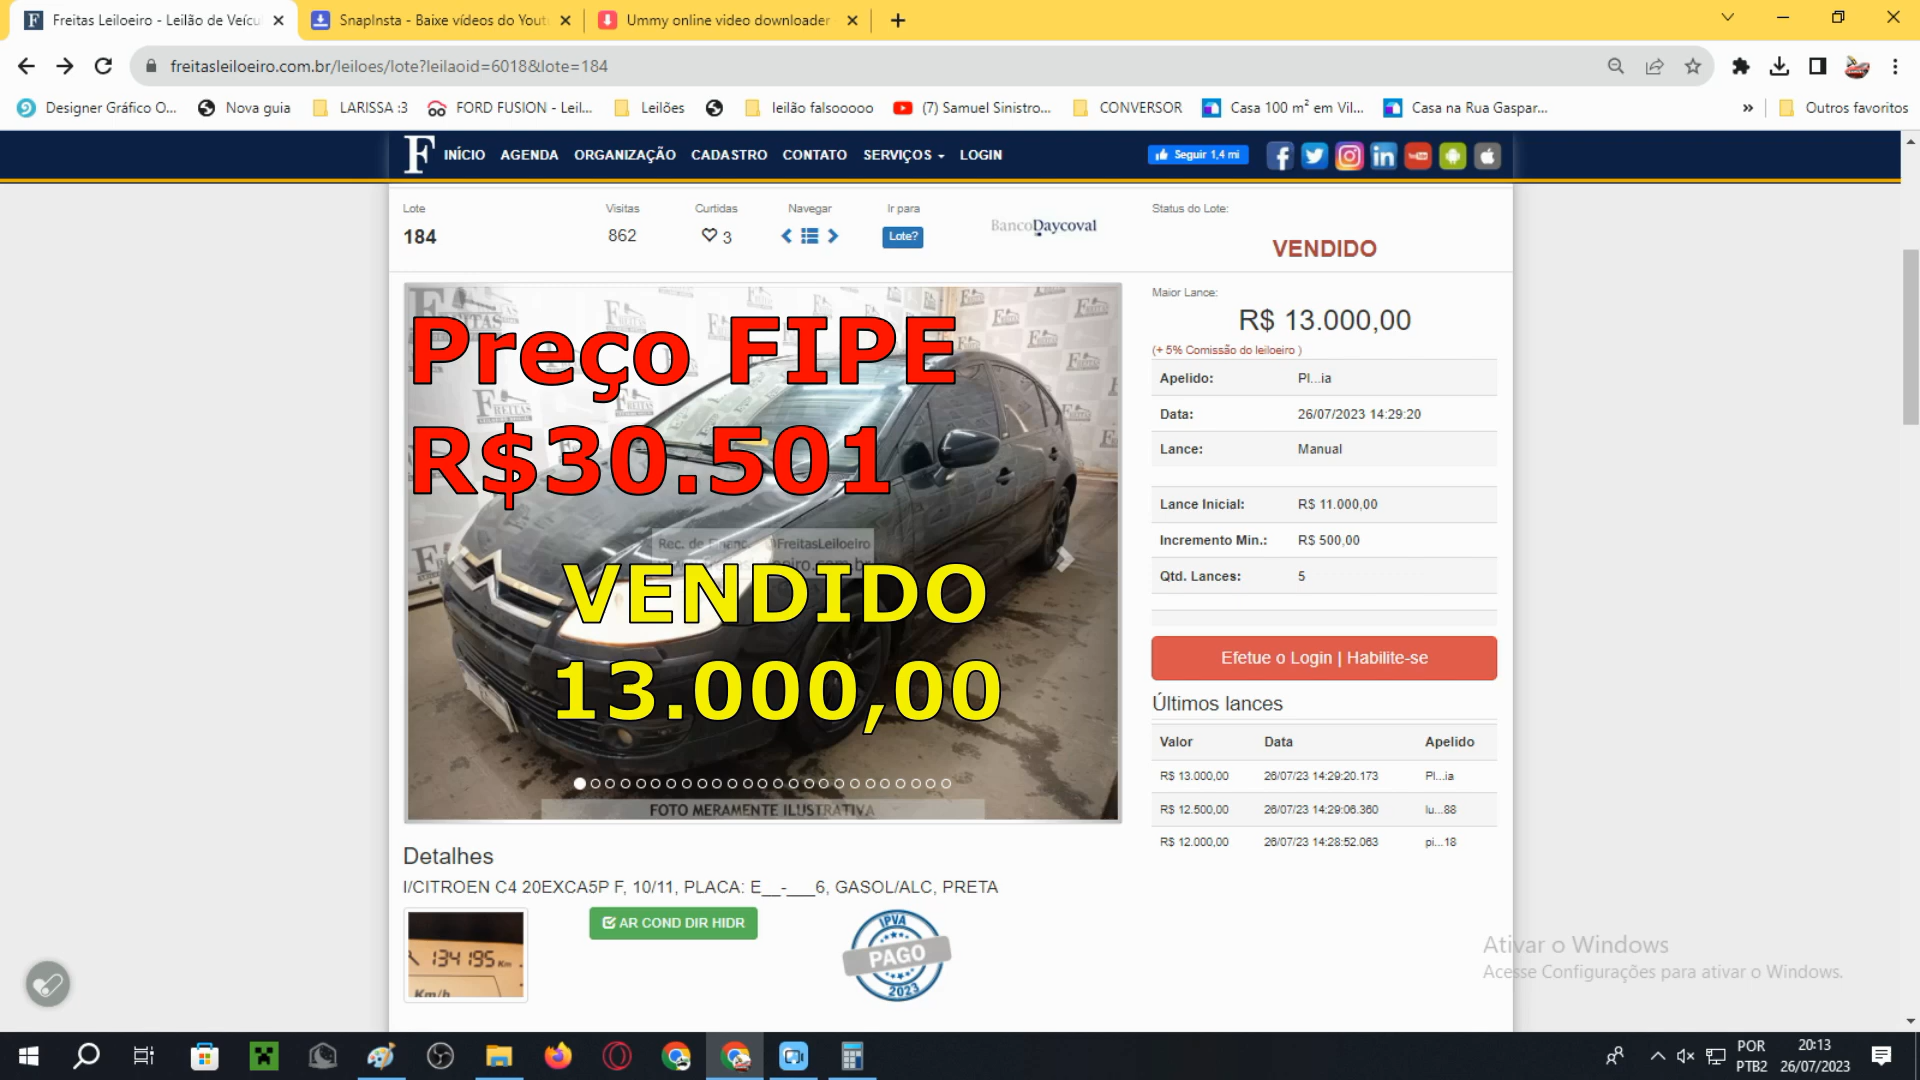 Freitas Leiloeiro - Leilão de Veícu
SnapInsta - Baixe vídeos do Yout
Ummy online video downloader
freitasleiloeiro.com.br/leiloes/lote?leilaoid=6018&lote=184
Designer Gráfico O...
Nova guia
LARISSA :3
FORD FUSION - Leil...
Leilões
leilão falsooooo
(7) Samuel Sinistro...
CONVERSOR
Casa 100 m² em Vil...
Casa na Rua Gaspar...
»
Outros favoritos
F INÍCIO AGENDA ORGANIZAÇÃO CADASTRO CONTATO SERVIÇOS LOGIN
Seguir 1,4 mi
Lote
184
Visitas
862
Curtidas
3
Navegar
Ir para
Lote?
BancoDaycoval
Status do Lote:
VENDIDO
Preço FIPE
R$30.501
Rec. de Financ.
\FreitasLeiloeiro
VENDIDO
13.000,00
FOTO MERAMENTE ILUSTRATIVA
Maior Lance:
R$ 13.000,00
(+ 5% Comissão do leiloeiro )
Apelido: Pl...ia
Data: 26/07/2023 14:29:20
Lance: Manual
Lance Inicial: R$ 11.000,00
Incremento Min.: R$ 500,00
Qtd. Lances: 5
Efetue o Login | Habilite-se
Últimos lances
Valor Data Apelido
R$ 13.000,00 26/07/23 14:29:20.173 Pl...ia
R$ 12.500,00 26/07/23 14:29:06.360 lu...88
R$ 12.000,00 26/07/23 14:28:52.063 pi...18
Detalhes
I/CITROEN C4 20EXCA5P F, 10/11, PLACA: E__-___6, GASOL/ALC, PRETA
134195 Km
Km/h
AR COND DIR HIDR
IPVA
PAGO
2023
Ativar o Windows
Acesse Configurações para ativar o Windows.
POR
PTB2
20:13
26/07/2023